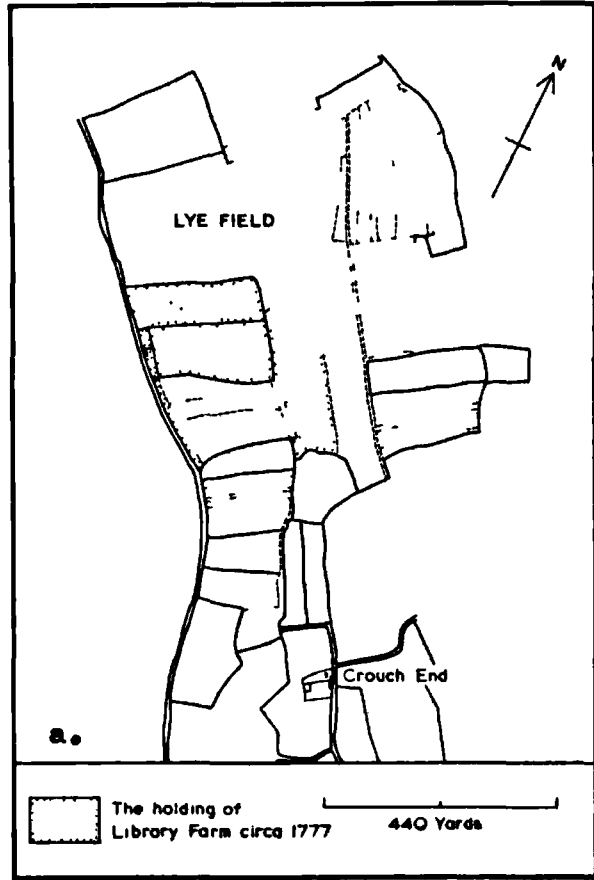 N
LYE FIELD
Crouch End
a.
The holding of
Library Farm circa 1777
440 Yards